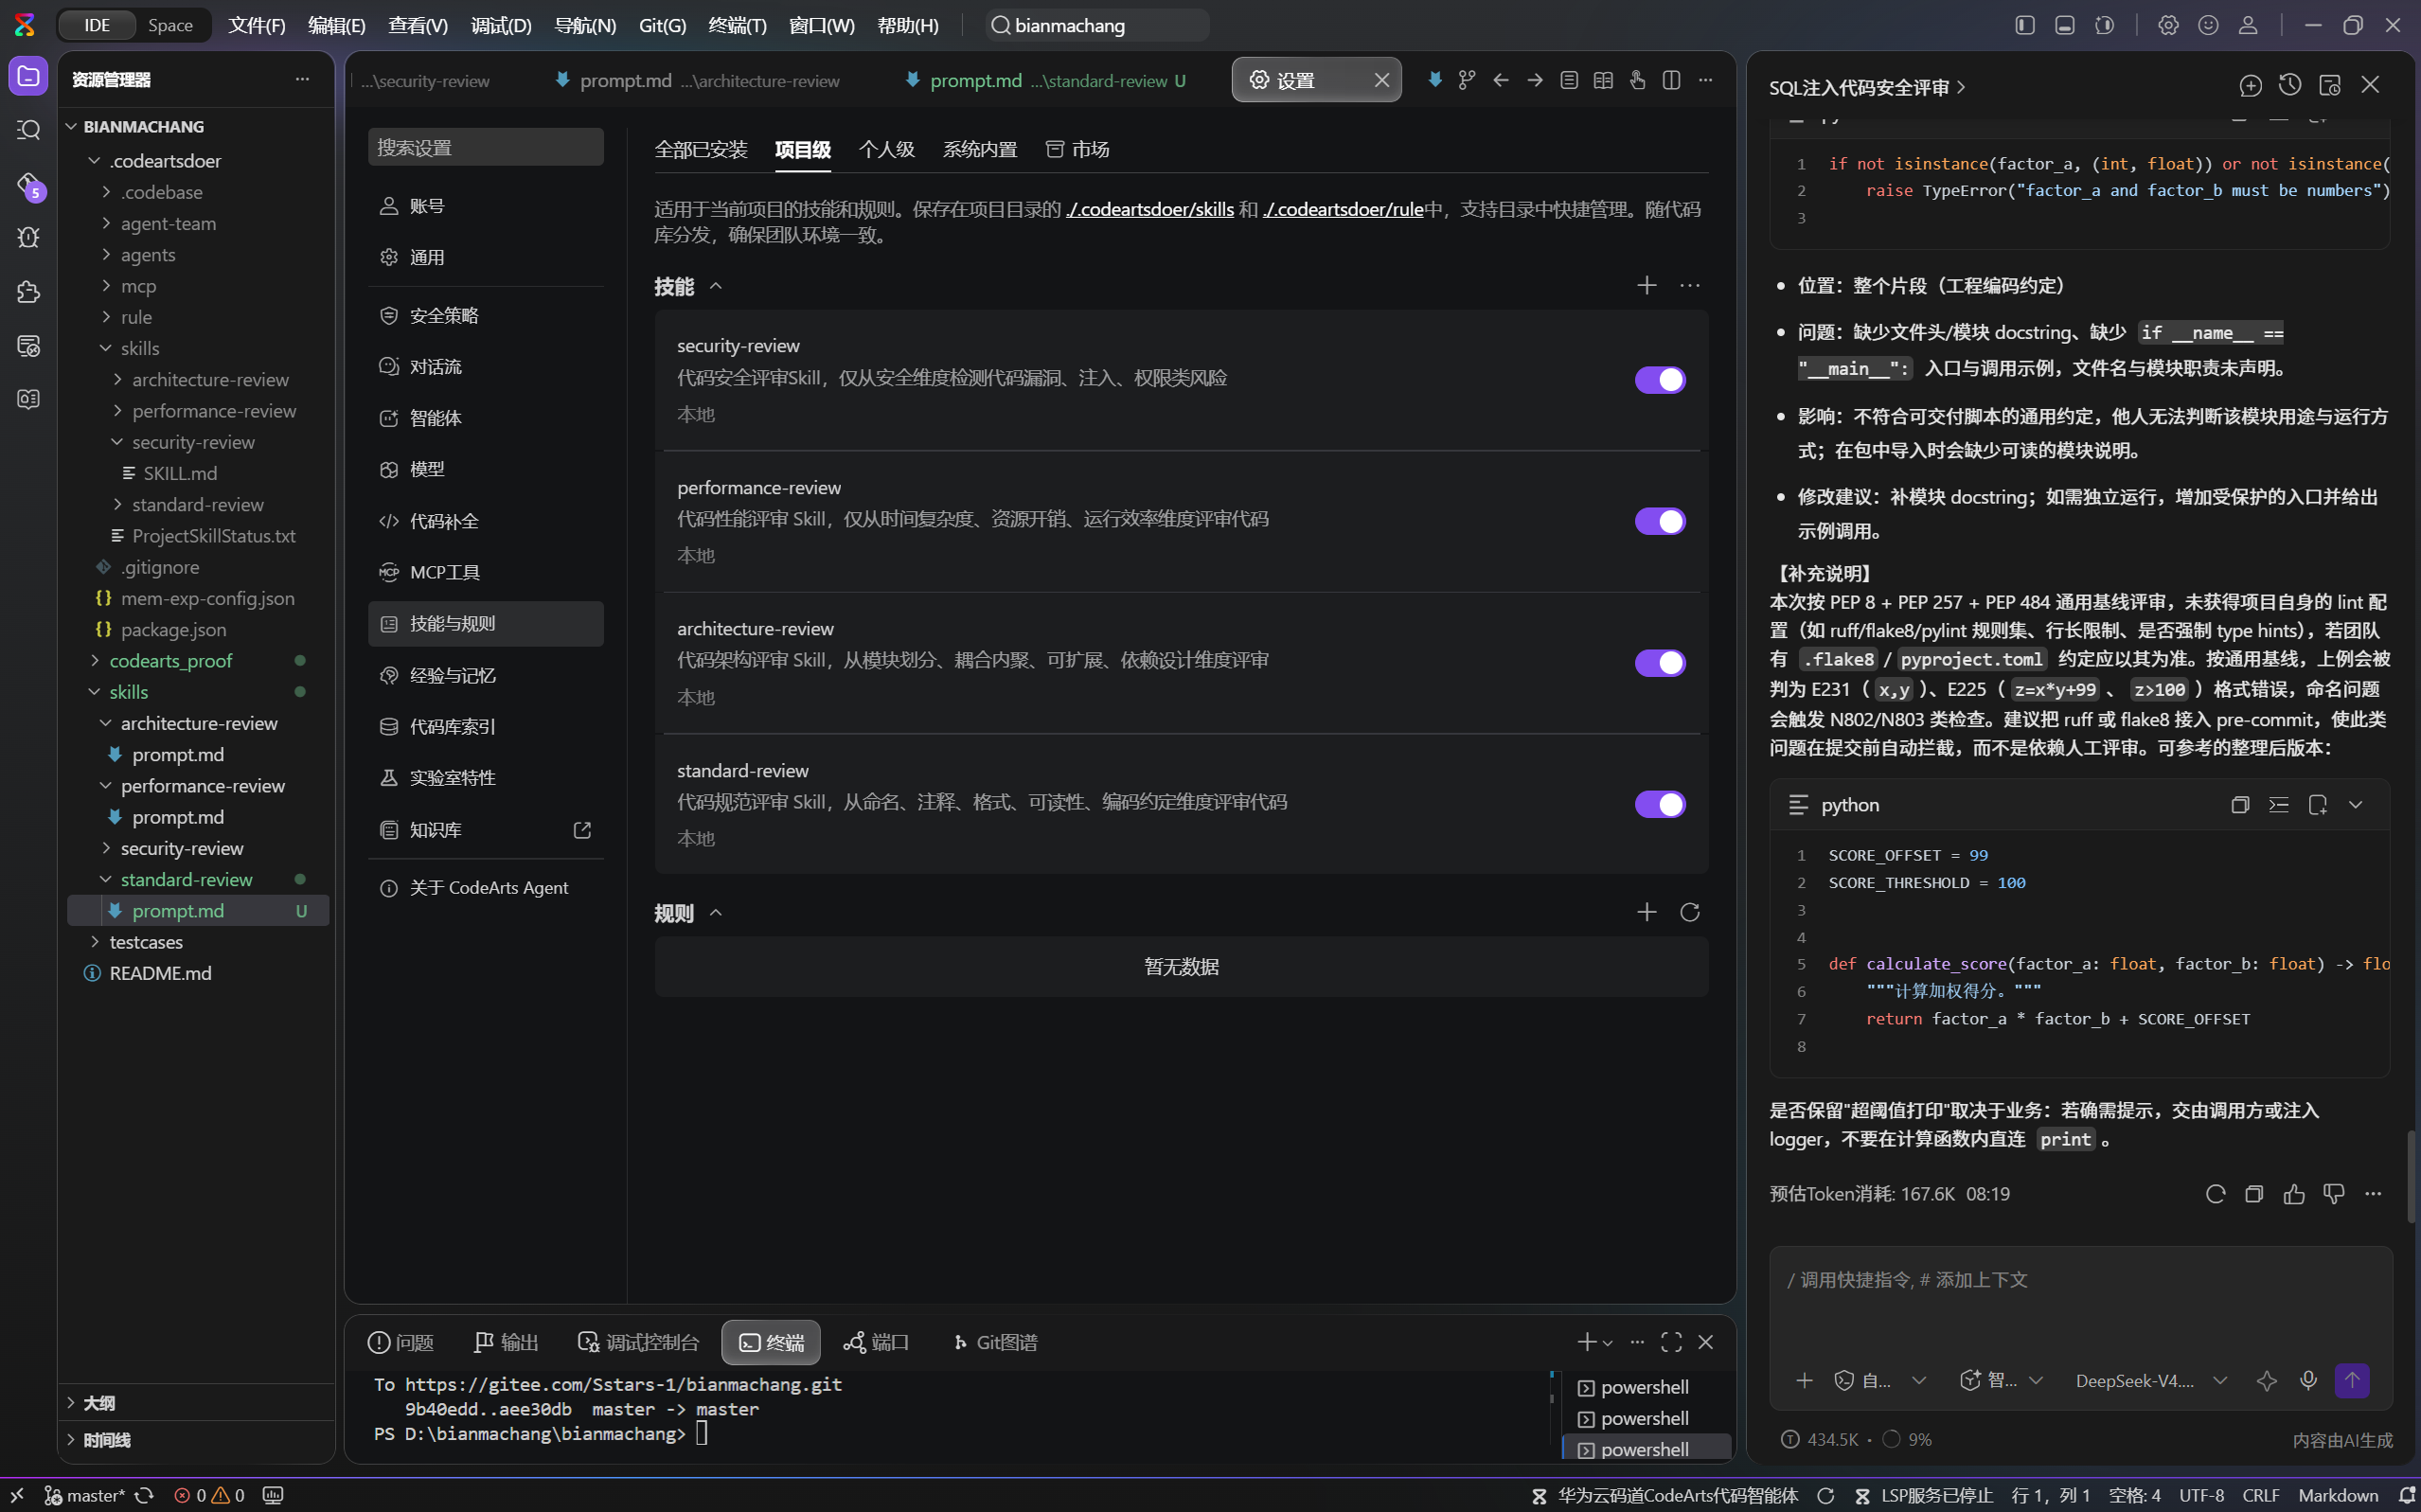 IDE Space 文件(F) 编辑(E) 查看(V) 调试(D) 导航(N) Git(G) 终端(T) 窗口(W) 帮助(H) bianmachang
资源管理器 ···
BIANMACHANG
.codeartsdoer
.codebase
agent-team
agents
mcp
rule
skills
architecture-review
performance-review
security-review
SKILL.md
standard-review
ProjectSkillStatus.txt
.gitignore
mem-exp-config.json
package.json
codearts_proof
skills
architecture-review
prompt.md
performance-review
prompt.md
security-review
standard-review
prompt.md U
testcases
README.md
大纲
时间线
5
...\security-review prompt.md ...\architecture-review prompt.md ...\standard-review U 设置
搜索设置
账号
通用
安全策略
对话流
智能体
模型
代码补全
MCP工具
技能与规则
经验与记忆
代码库索引
实验室特性
知识库
关于 CodeArts Agent
全部已安装 项目级 个人级 系统内置 市场
适用于当前项目的技能和规则。保存在项目目录的 ./.codeartsdoer/skills 和 ./.codeartsdoer/rule中，支持目录中快捷管理。随代码
库分发，确保团队环境一致。
技能
security-review
代码安全评审Skill，仅从安全维度检测代码漏洞、注入、权限类风险
本地
performance-review
代码性能评审 Skill，仅从时间复杂度、资源开销、运行效率维度评审代码
本地
architecture-review
代码架构评审 Skill，从模块划分、耦合内聚、可扩展、依赖设计维度评审
本地
standard-review
代码规范评审 Skill，从命名、注释、格式、可读性、编码约定维度评审代码
本地
规则
暂无数据
问题 输出 调试控制台 终端 端口 Git图谱
To https://gitee.com/Sstars-1/bianmachang.git
9b40edd..aee30db master -> master
PS D:\bianmachang\bianmachang>
powershell
powershell
powershell
SQL注入代码安全评审
1 if not isinstance(factor_a, (int, float)) or not isinstance(
2 raise TypeError("factor_a and factor_b must be numbers")
3
• 位置：整个片段（工程编码约定）
• 问题：缺少文件头/模块 docstring、缺少 if __name__ ==
"__main__": 入口与调用示例，文件名与模块职责未声明。
• 影响：不符合可交付脚本的通用约定，他人无法判断该模块用途与运行方
式；在包中导入时会缺少可读的模块说明。
• 修改建议：补模块 docstring；如需独立运行，增加受保护的入口并给出
示例调用。
【补充说明】
本次按 PEP 8 + PEP 257 + PEP 484 通用基线评审，未获得项目自身的 lint 配
置（如 ruff/flake8/pylint 规则集、行长限制、是否强制 type hints），若团队
有 .flake8 / pyproject.toml 约定应以其为准。按通用基线，上例会被
判为 E231（ x,y ）、E225（ z=x*y+99 、 z>100 ）格式错误，命名问题
会触发 N802/N803 类检查。建议把 ruff 或 flake8 接入 pre-commit，使此类
问题在提交前自动拦截，而不是依赖人工评审。可参考的整理后版本：
python
1 SCORE_OFFSET = 99
2 SCORE_THRESHOLD = 100
3
4
5 def calculate_score(factor_a: float, factor_b: float) -> flo
6 """计算加权得分。"""
7 return factor_a * factor_b + SCORE_OFFSET
8
是否保留"超阈值打印"取决于业务：若确需提示，交由调用方或注入
logger，不要在计算函数内直连 print 。
预估Token消耗: 167.6K 08:19
/ 调用快捷指令, # 添加上下文
自... 智... DeepSeek-V4....
434.5K · 9% 内容由AI生成
master* 0 0 华为云码道CodeArts代码智能体 LSP服务已停止 行 1，列 1 空格: 4 UTF-8 CRLF Markdown